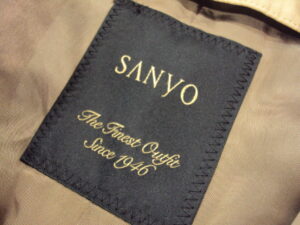 SANYO
The Finest Outfit
Since 1946